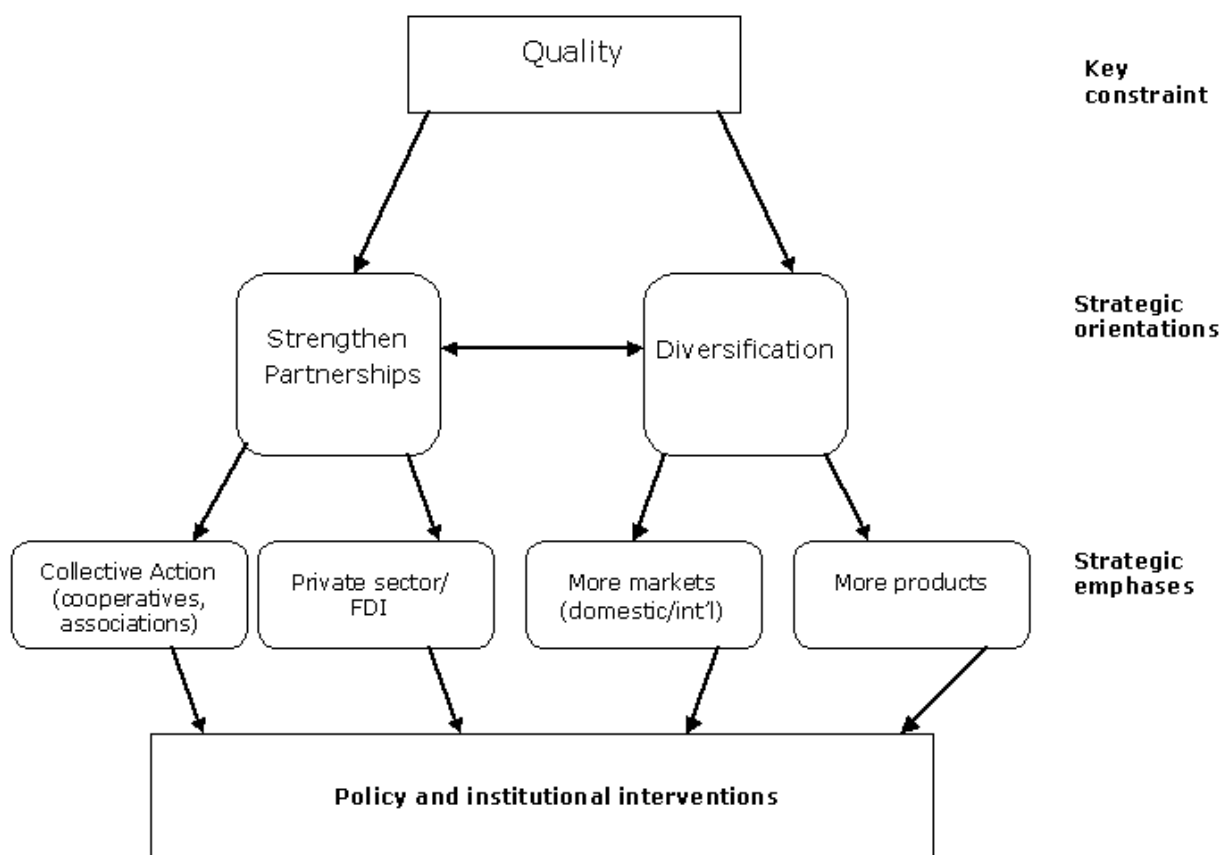 Quality
Key
constraint
Strengthen
Partnerships
Diversification
Strategic
orientations
Collective Action
(cooperatives,
associations)
Private sector/
FDI
More markets
(domestic/int'l)
More products
Strategic
emphases
Policy and institutional interventions